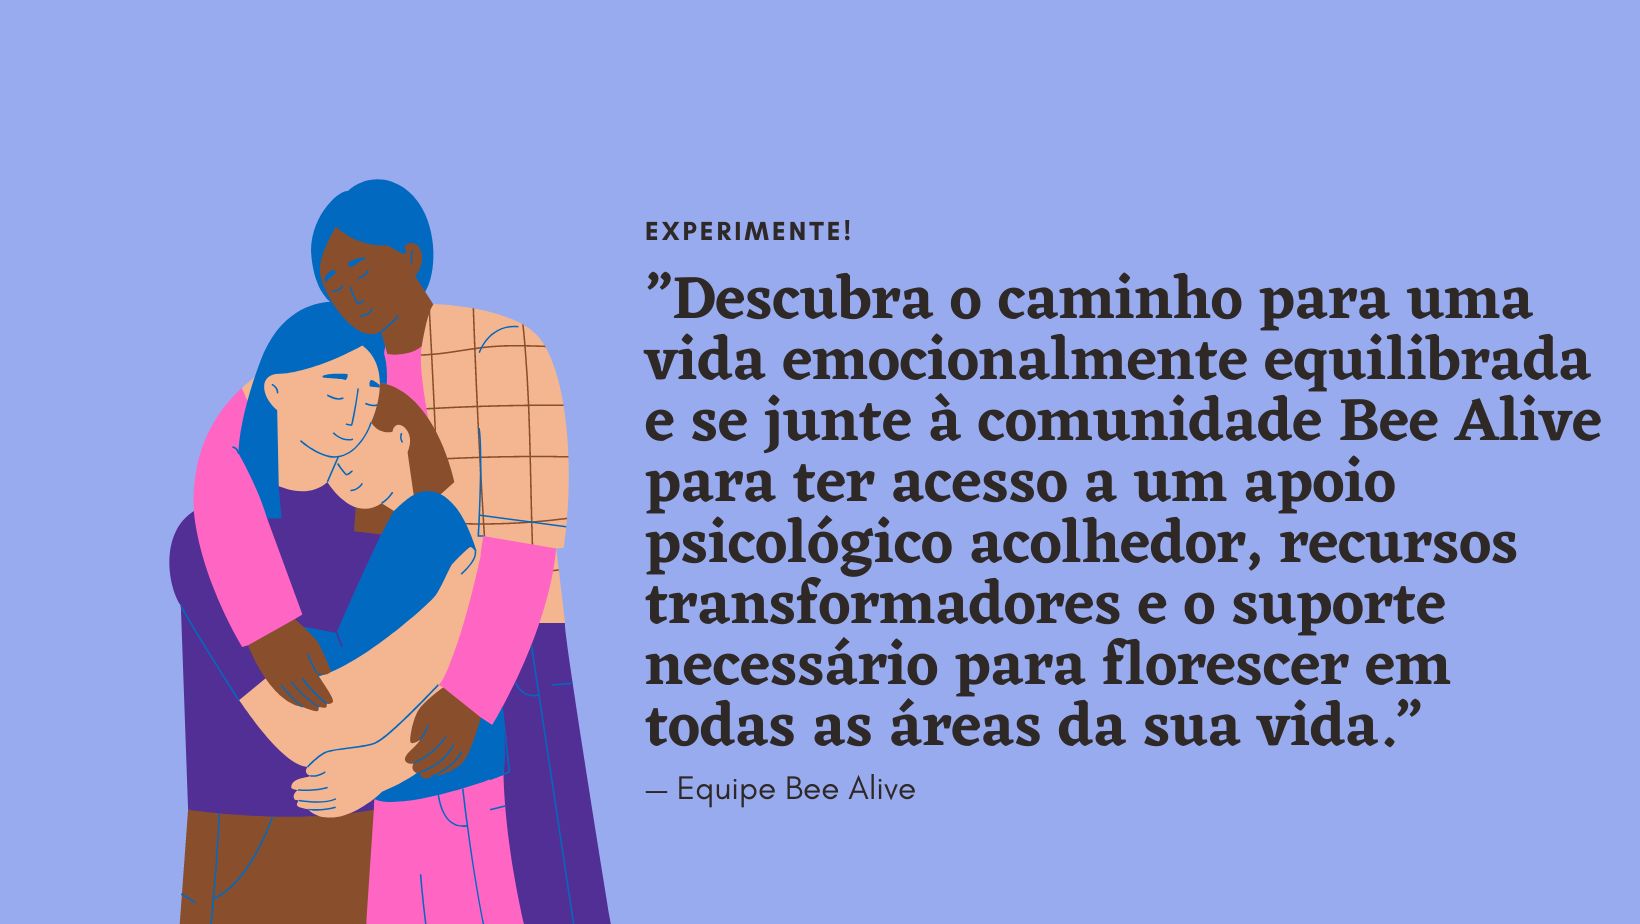 EXPERIMENTE!
”Descubra o caminho para uma
vida emocionalmente equilibrada
e se junte à comunidade Bee Alive
para ter acesso a um apoio
psicológico acolhedor, recursos
transformadores e o suporte
necessário para florescer em
todas as áreas da sua vida.”
— Equipe Bee Alive